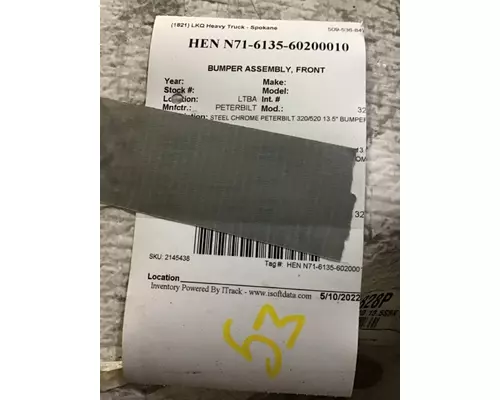 (1821) LKQ Heavy Truck - Spokane
HEN N71-6135-60200010
BUMPER ASSEMBLY, FRONT
Year: Make:
Stock #: Model:
Location: LTBA Int. #
Mnfctr.: PETERBILT Mod.: 32
STEEL CHROME PETERBILT 320/520 13.5" BUMPER
SKU: 2145438
Tag #: HEN N71-6135-6020001
Location
Inventory Powered By ITrack - www.isoftdata.com 5/10/2022
53